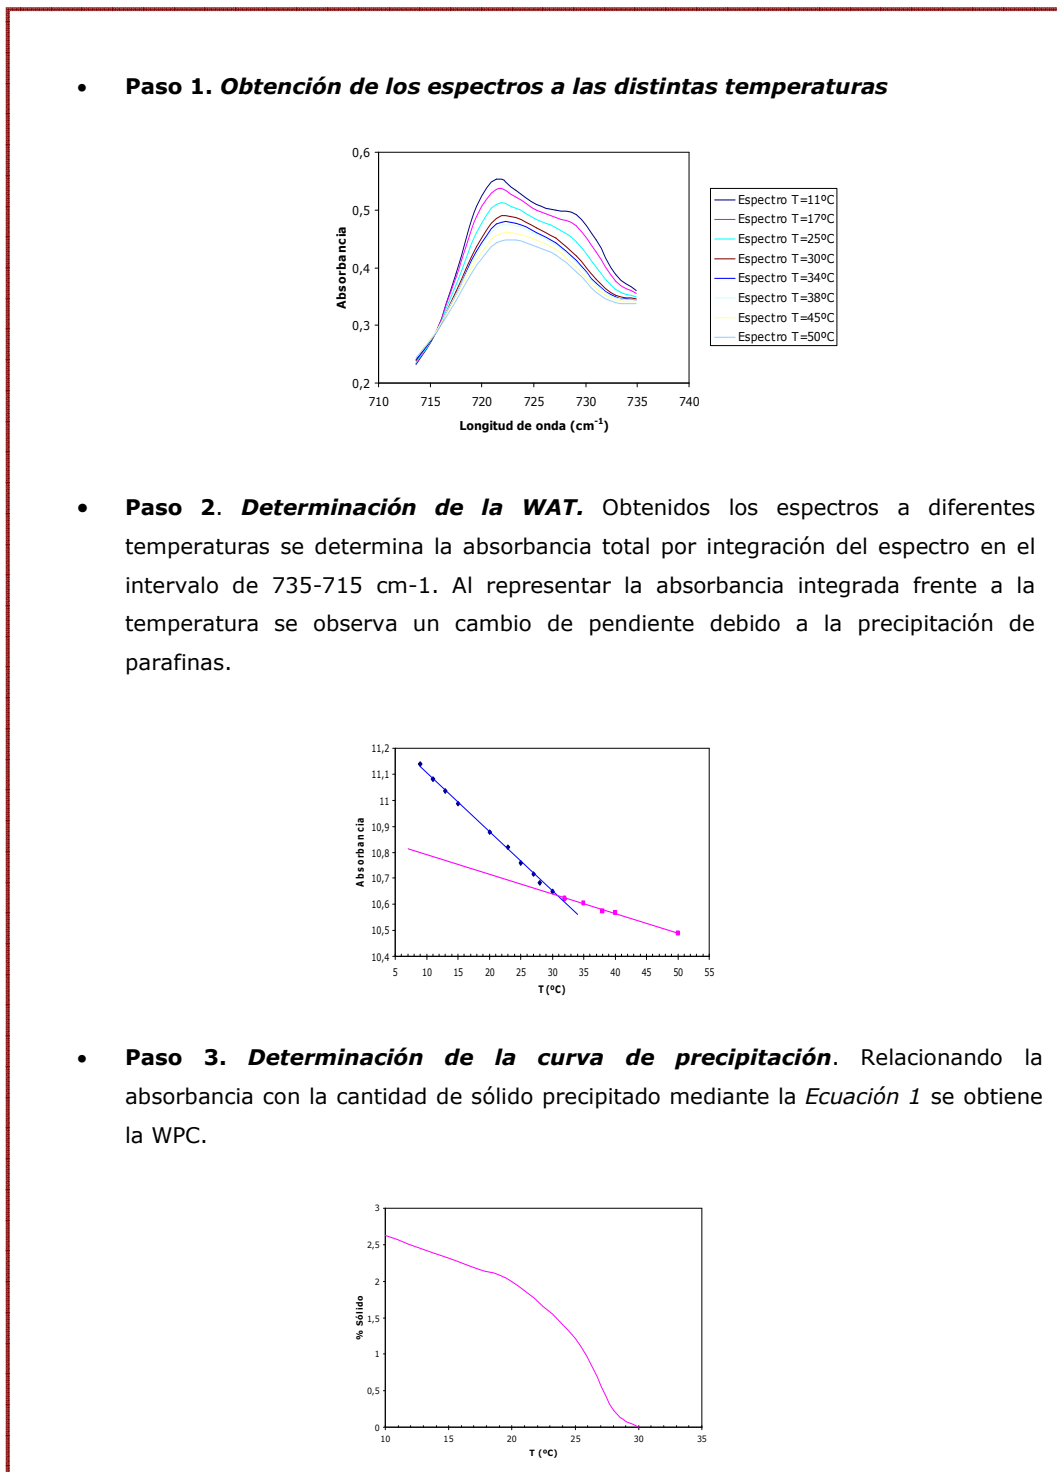 • Paso 1. Obtención de los espectros a las distintas temperaturas
0,6
0,5
0,4
0,3
0,2
Absorbancia
710 715 720 725 730 735 740
Longitud de onda (cm-1)
Espectro T=11ºC
Espectro T=17ºC
Espectro T=25ºC
Espectro T=30ºC
Espectro T=34ºC
Espectro T=38ºC
Espectro T=45ºC
Espectro T=50ºC
• Paso 2. Determinación de la WAT. Obtenidos los espectros a diferentes
temperaturas se determina la absorbancia total por integración del espectro en el
intervalo de 735-715 cm-1. Al representar la absorbancia integrada frente a la
temperatura se observa un cambio de pendiente debido a la precipitación de
parafinas.
11,2
11,1
11
10,9
10,8
10,7
10,6
10,5
10,4
Absorbancia
5 10 15 20 25 30 35 40 45 50 55
T (ºC)
• Paso 3. Determinación de la curva de precipitación. Relacionando la
absorbancia con la cantidad de sólido precipitado mediante la Ecuación 1 se obtiene
la WPC.
3
2,5
2
1,5
1
0,5
0
% Sólido
10 15 20 25 30 35
T (ºC)